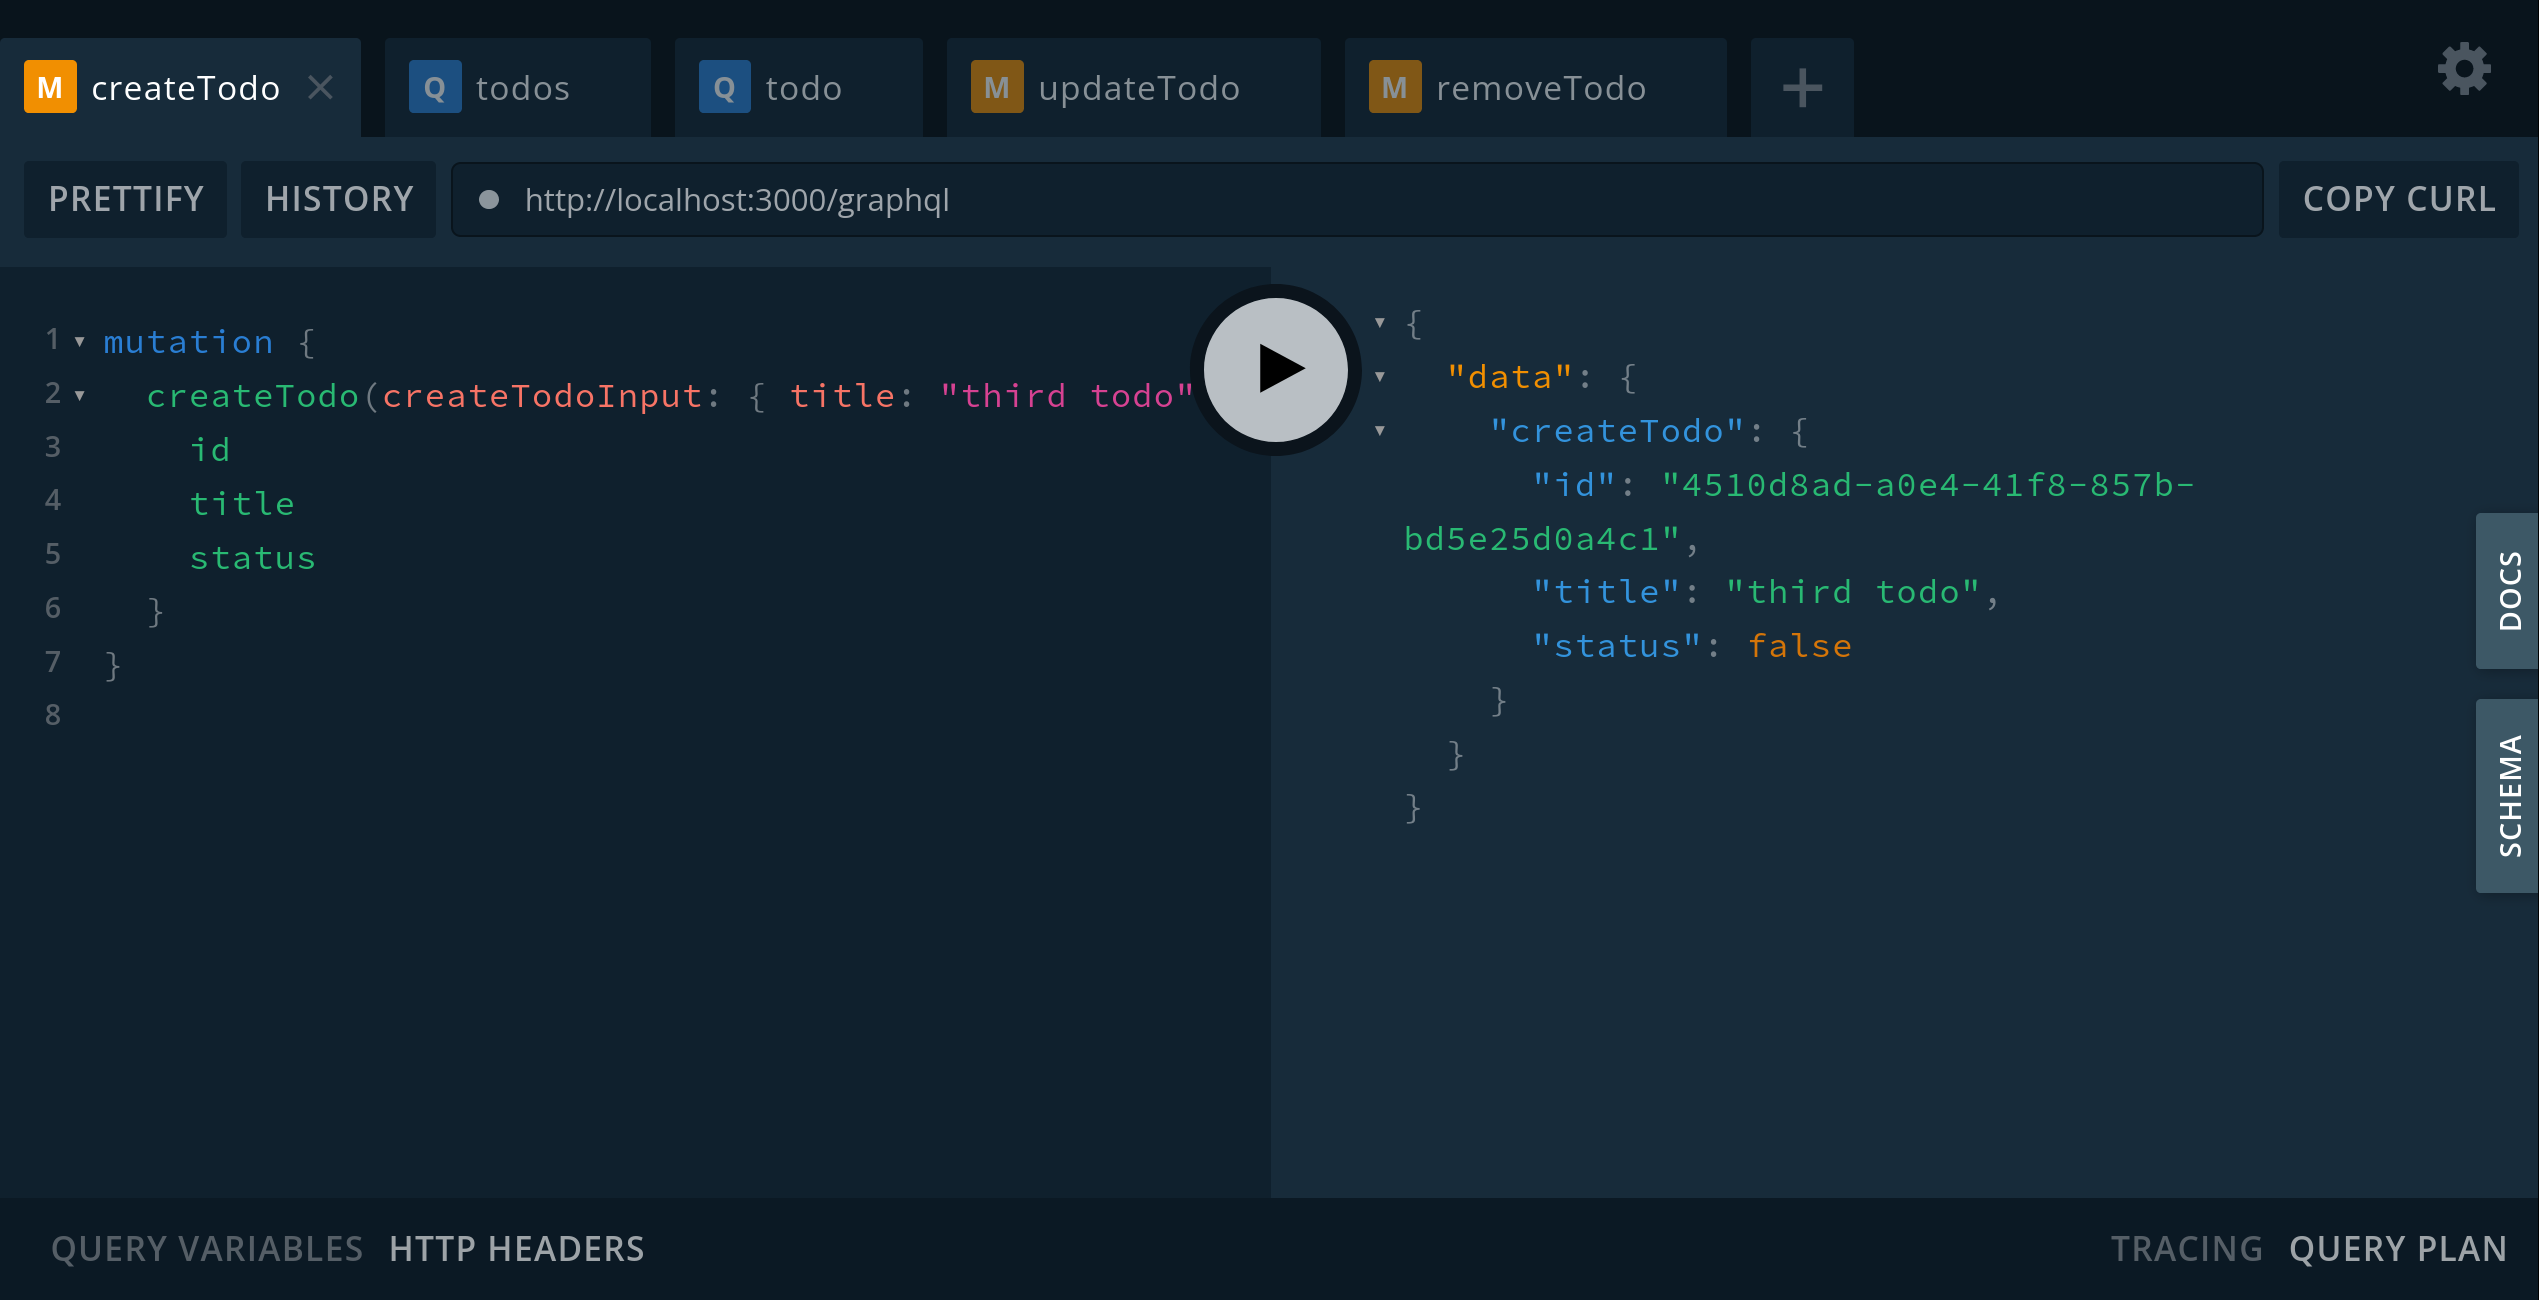 M createTodo Q todos Q todo M updateTodo M removeTodo +
PRETTIFY HISTORY http://localhost:3000/graphql COPY CURL
1 mutation {
2 createTodo(createTodoInput: { title: "third todo"
3 id
4 title
5 status
6 }
7 }
8
{
"data": {
"createTodo": {
"id": "4510d8ad-a0e4-41f8-857b-
bd5e25d0a4c1",
"title": "third todo",
"status": false
}
}
}
DOCS
SCHEMA
QUERY VARIABLES HTTP HEADERS TRACING QUERY PLAN